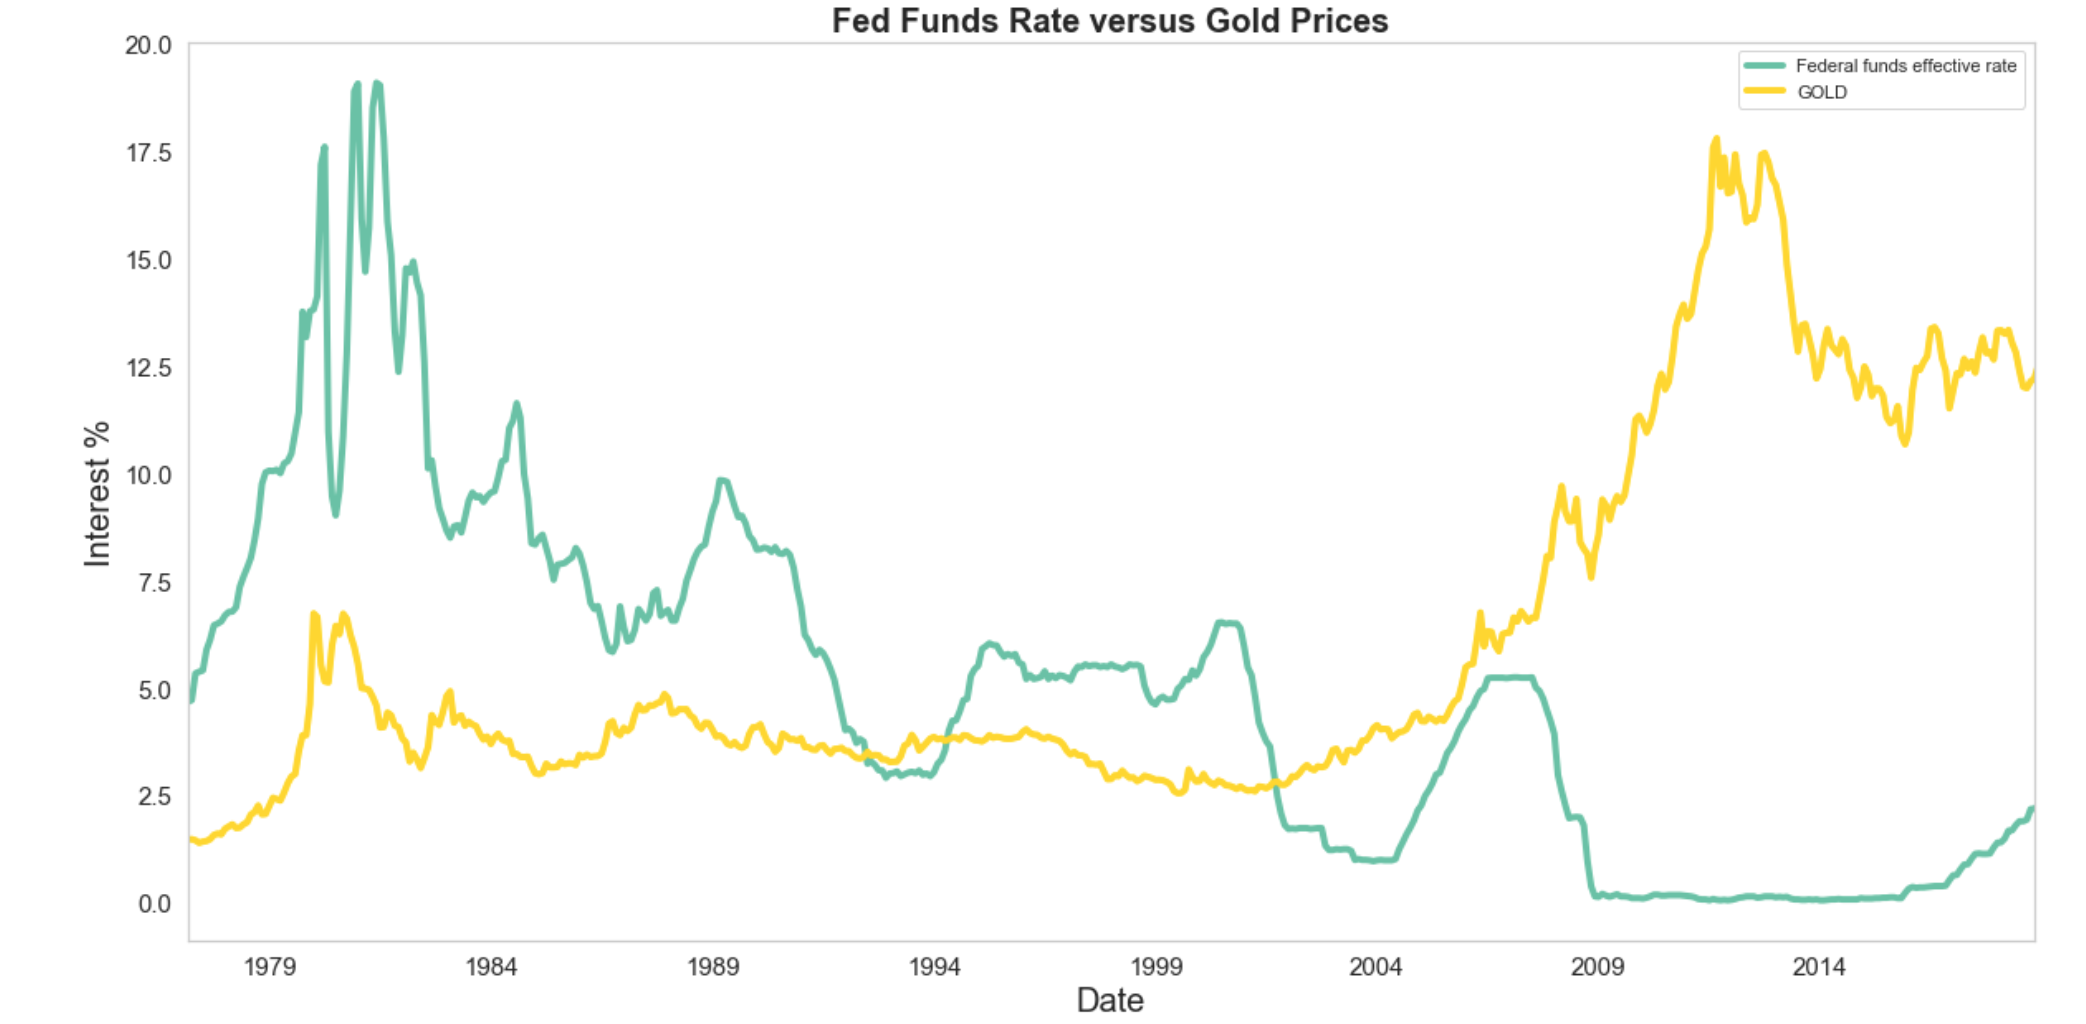 Fed Funds Rate versus Gold Prices
Federal funds effective rate
GOLD
20.0
17.5
15.0
12.5
10.0
7.5
5.0
2.5
0.0
Interest %
1979 1984 1989 1994 1999 2004 2009 2014
Date